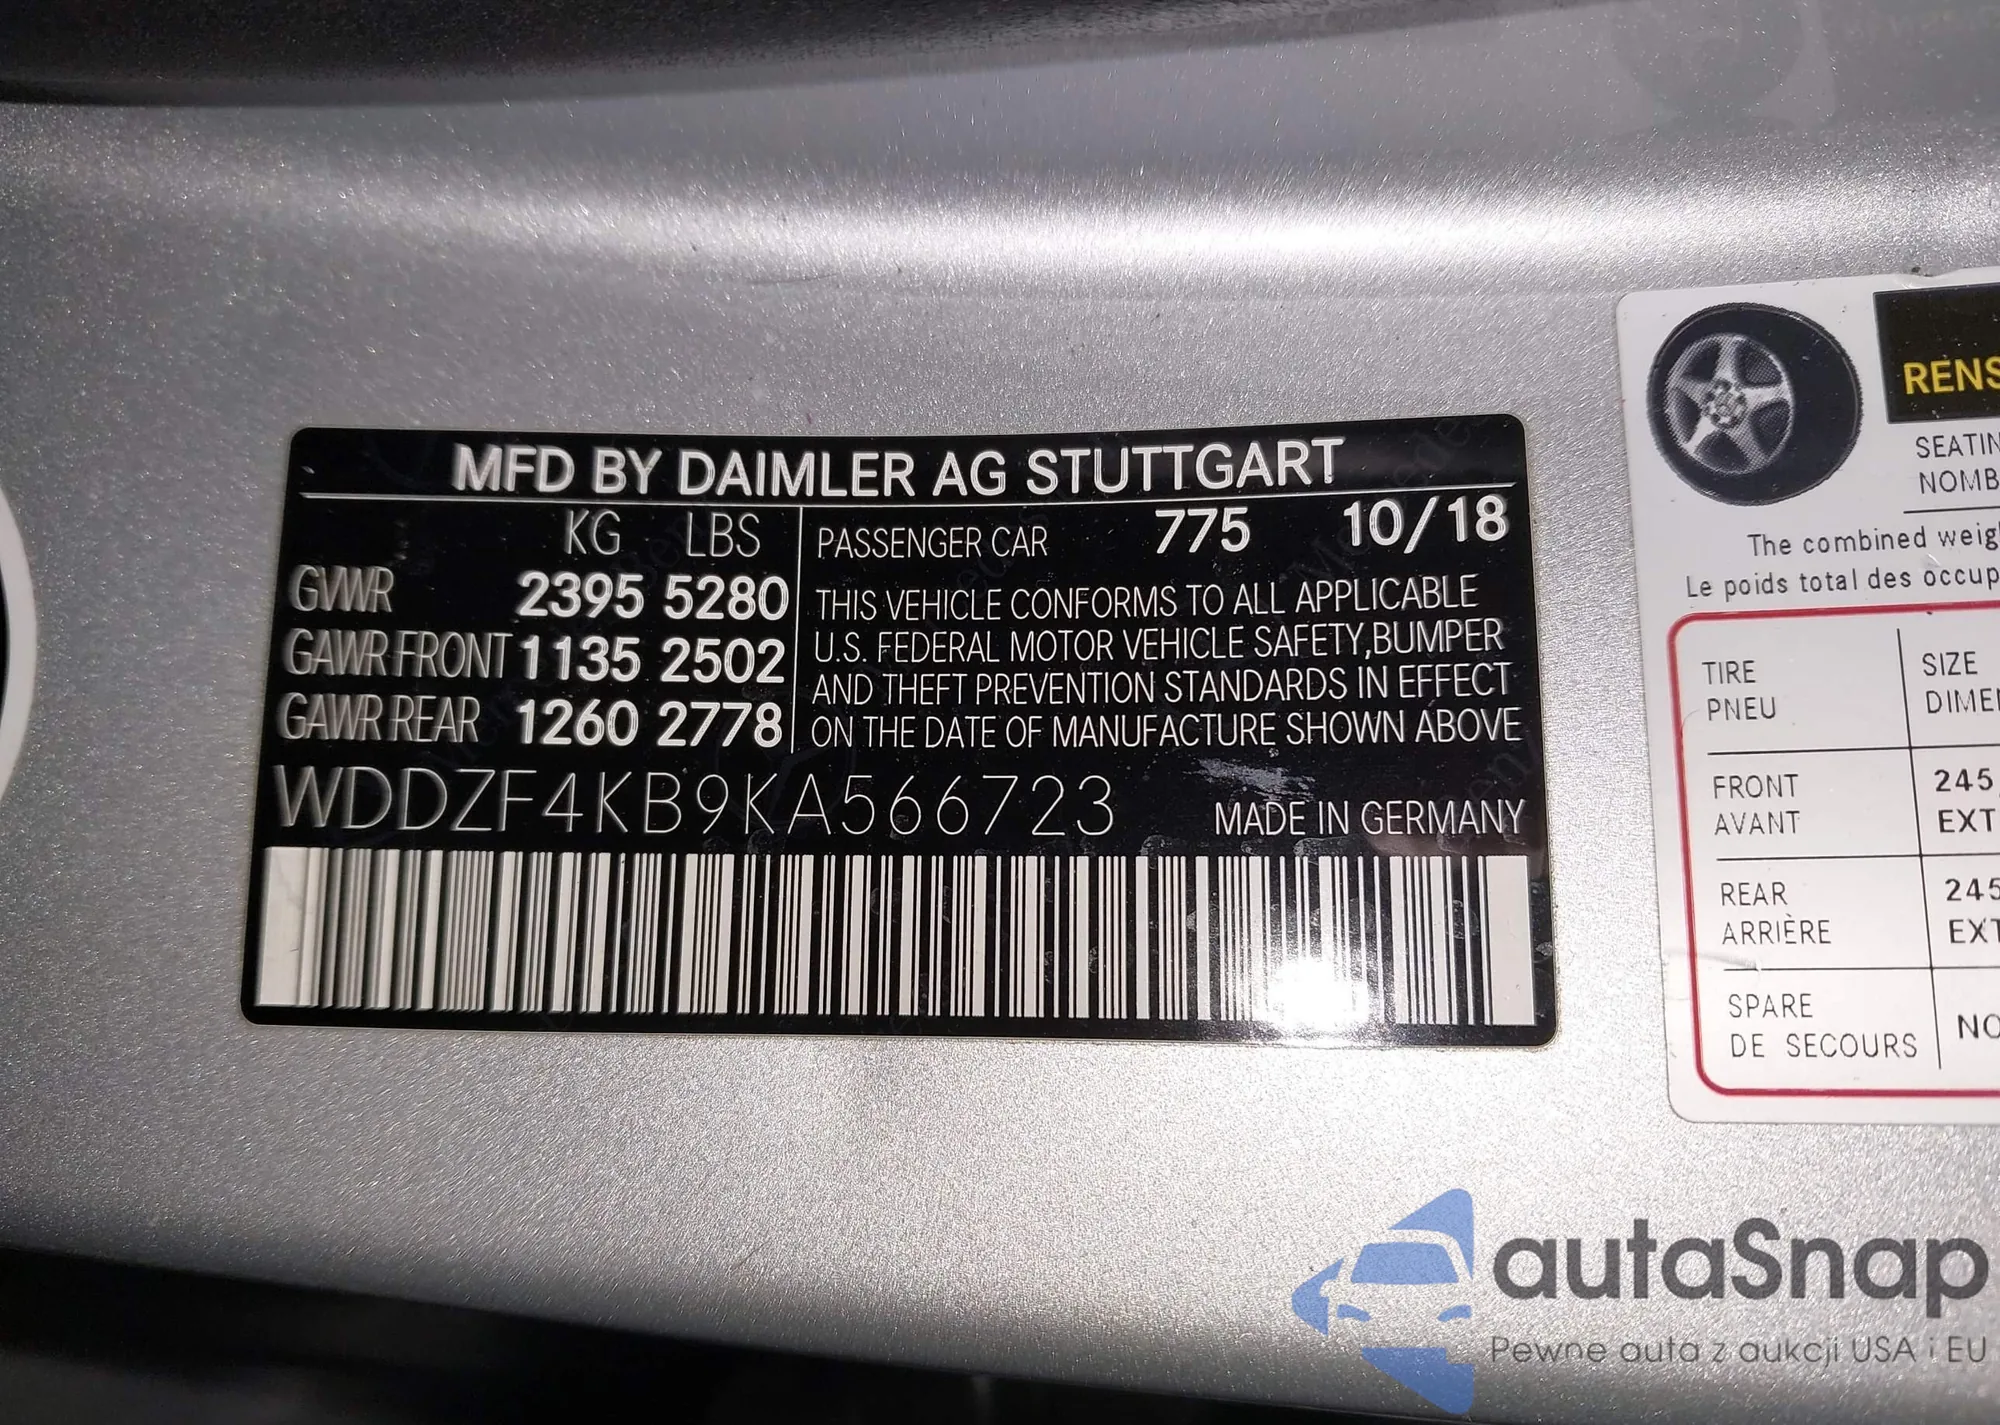 MFD BY DAIMLER AG STUTTGART
KG LBS
GVWR 2395 5280
GAWR FRONT 1135 2502
GAWR REAR 1260 2778
PASSENGER CAR 775 10/18
THIS VEHICLE CONFORMS TO ALL APPLICABLE
U.S. FEDERAL MOTOR VEHICLE SAFETY,BUMPER
AND THEFT PREVENTION STANDARDS IN EFFECT
ON THE DATE OF MANUFACTURE SHOWN ABOVE
WDDZF4KB9KA566723
MADE IN GERMANY
RENS
SEATIN
NOMB
The combined weig
Le poids total des occup
TIRE SIZE
PNEU DIME
FRONT 245
AVANT EXT
REAR 245
ARRIÈRE EXT
SPARE NO
DE SECOURS
autaSnap
Pewne auta z aukcji USA i EU